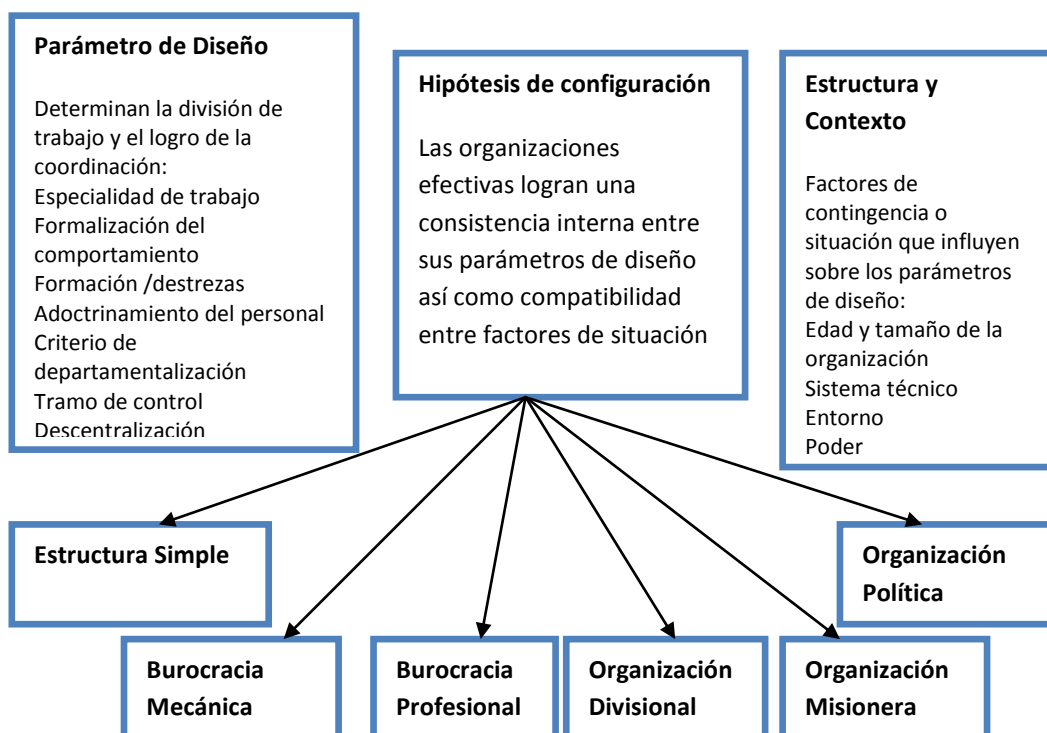 Parámetro de Diseño
Determinan la división de
trabajo y el logro de la
coordinación:
Especialidad de trabajo
Formalización del
comportamiento
Formación /destrezas
Adoctrinamiento del personal
Criterio de
departamentalización
Tramo de control
Descentralización
Hipótesis de configuración
Las organizaciones
efectivas logran una
consistencia interna entre
sus parámetros de diseño
así como compatibilidad
entre factores de situación
Estructura y
Contexto
Factores de
contingencia o
situación que influyen
sobre los parámetros
de diseño:
Edad y tamaño de la
organización
Sistema técnico
Entorno
Poder
Estructura Simple
Organización
Política
Burocracia
Mecánica
Burocracia
Profesional
Organización
Divisional
Organización
Misionera